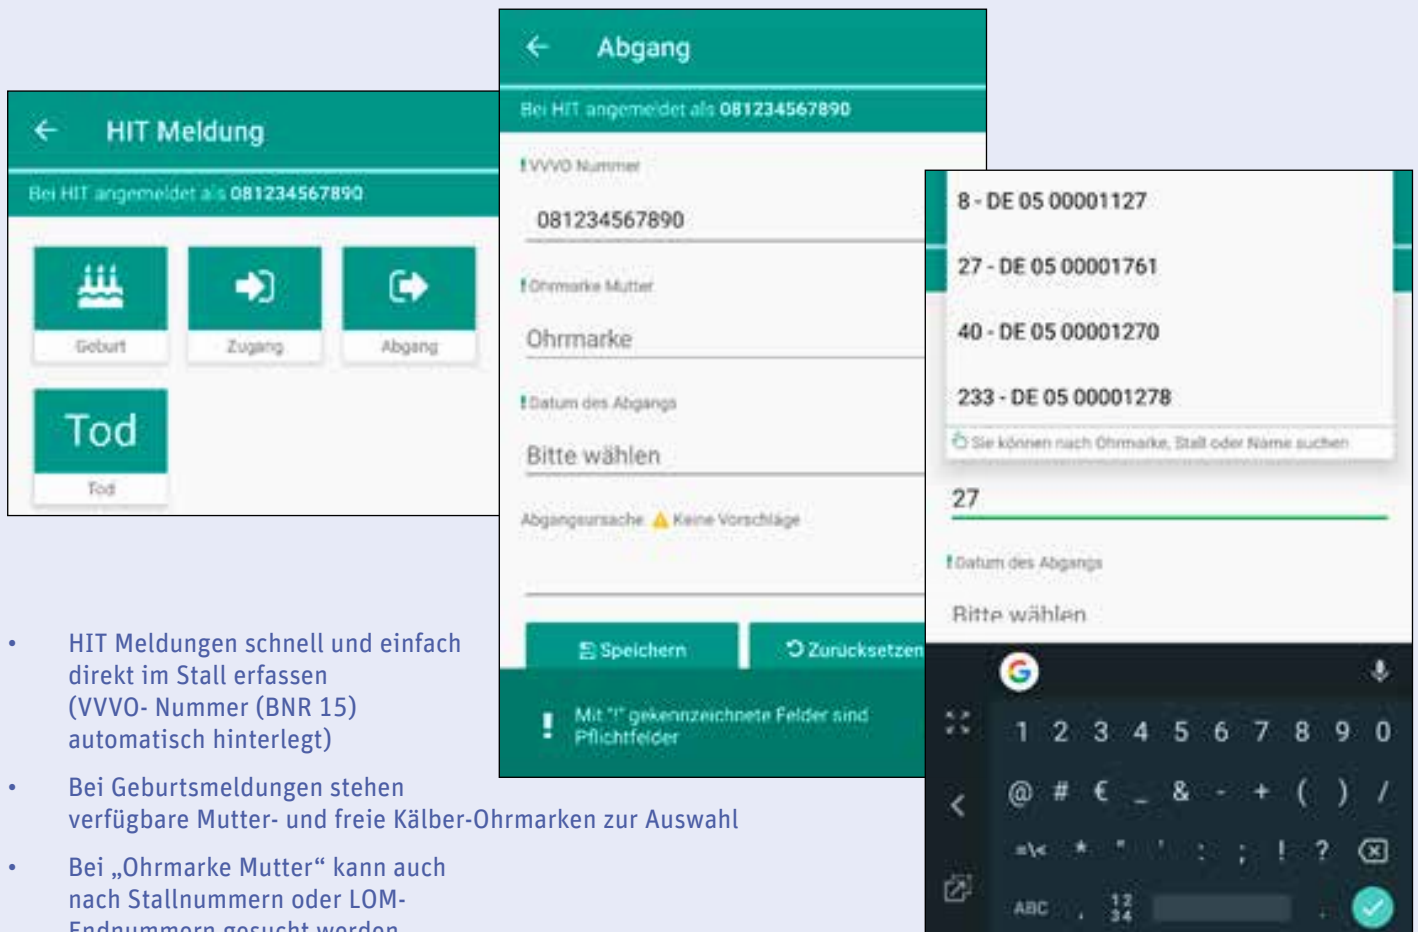 HIT Meldung
Bei HIT angemeldet als 081234567890
Geburt
Zugang
Abgang
Tod
Tod
Abgang
Bei HIT angemeldet als 081234567890
! VVVO Nummer
081234567890
! Ohrmarke Mutter
Ohrmarke
! Datum des Abgangs
Bitte wählen
Abgangsursache Keine Vorschläge
Speichern
Zurücksetzen
! Mit "!" gekennzeichnete Felder sind
Pflichtfelder
8 - DE 05 00001127
27 - DE 05 00001761
40 - DE 05 00001270
233 - DE 05 00001278
Sie können nach Ohrmarke, Stall oder Name suchen
27
! Datum des Abgangs
Bitte wählen
G
1 2 3 4 5 6 7 8 9 0
@ # € _ & - + ( ) /
=\< * " ' : ; ! ?
ABC , 12 34 .
• HIT Meldungen schnell und einfach
direkt im Stall erfassen
(VVVO- Nummer (BNR 15)
automatisch hinterlegt)
• Bei Geburtsmeldungen stehen
verfügbare Mutter- und freie Kälber-Ohrmarken zur Auswahl
• Bei „Ohrmarke Mutter“ kann auch
nach Stallnummern oder LOM-
Endnummern gesucht werden